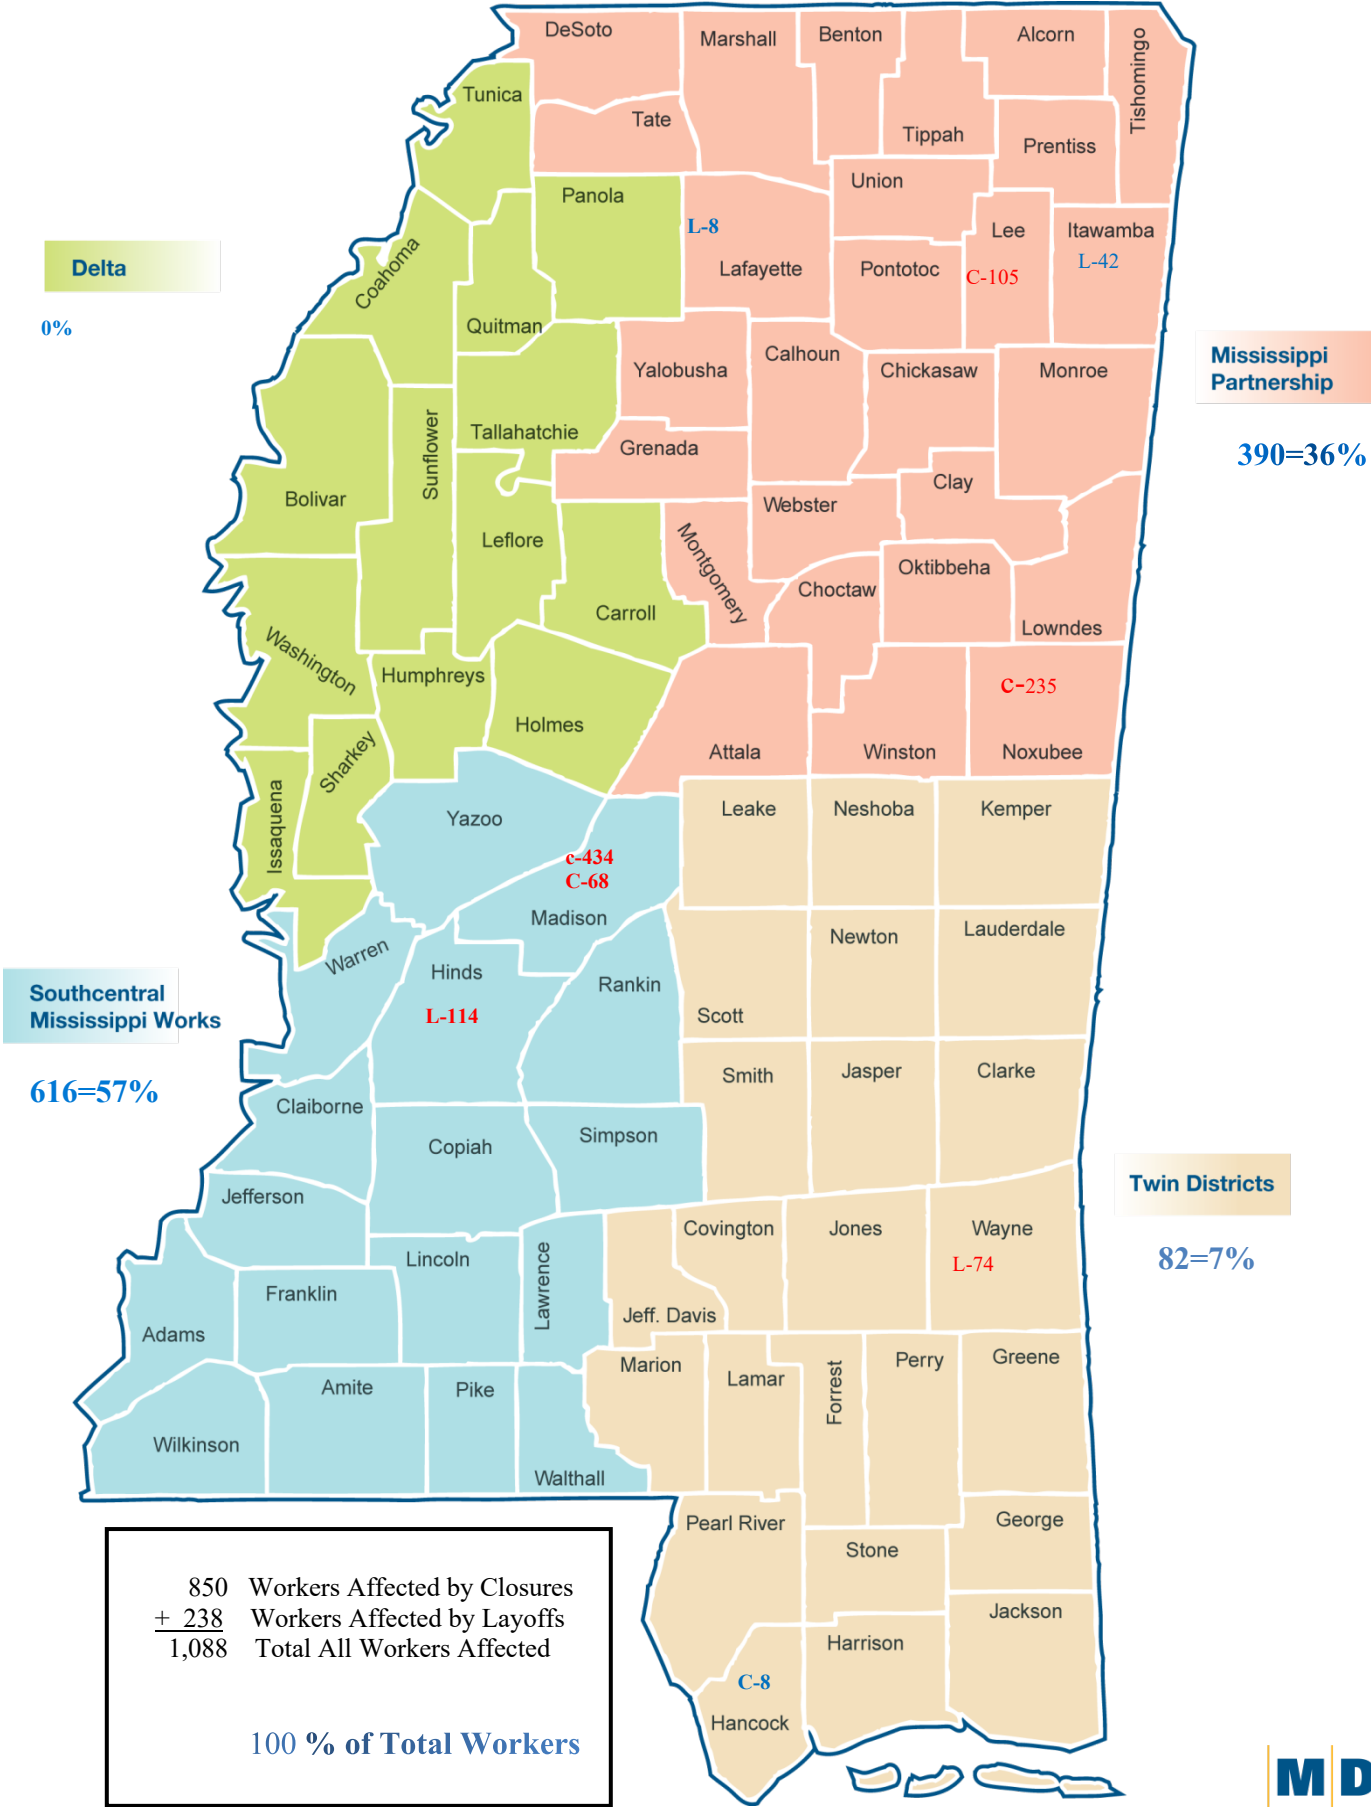 DeSoto
Marshall
Benton
Alcorn
Tishomingo
Tunica
Tate
Tippah
Prentiss
Panola
Union
L-8
Lee
Itawamba
Coahoma
Lafayette
Pontotoc
C-105
L-42
Delta
0%
Quitman
Yalobusha
Calhoun
Chickasaw
Monroe
Mississippi
Partnership
390=36%
Sunflower
Tallahatchie
Grenada
Bolivar
Webster
Clay
Leflore
Montgomery
Choctaw
Oktibbeha
Carroll
Lowndes
Washington
Humphreys
c-235
Holmes
Attala
Winston
Noxubee
Sharkey
Issaquena
Yazoo
Leake
Neshoba
Kemper
c-434
C-68
Madison
Newton
Lauderdale
Warren
Hinds
Rankin
Southcentral
Mississippi Works
L-114
Scott
616=57%
Smith
Jasper
Clarke
Claiborne
Copiah
Simpson
Jefferson
Twin Districts
82=7%
Covington
Jones
Wayne
L-74
Lincoln
Lawrence
Franklin
Jeff. Davis
Adams
Marion
Lamar
Forrest
Perry
Greene
Amite
Pike
Wilkinson
Walthall
Pearl River
George
Stone
Jackson
Harrison
C-8
Hancock
850 Workers Affected by Closures
+ 238 Workers Affected by Layoffs
1,088 Total All Workers Affected
100 % of Total Workers
M D